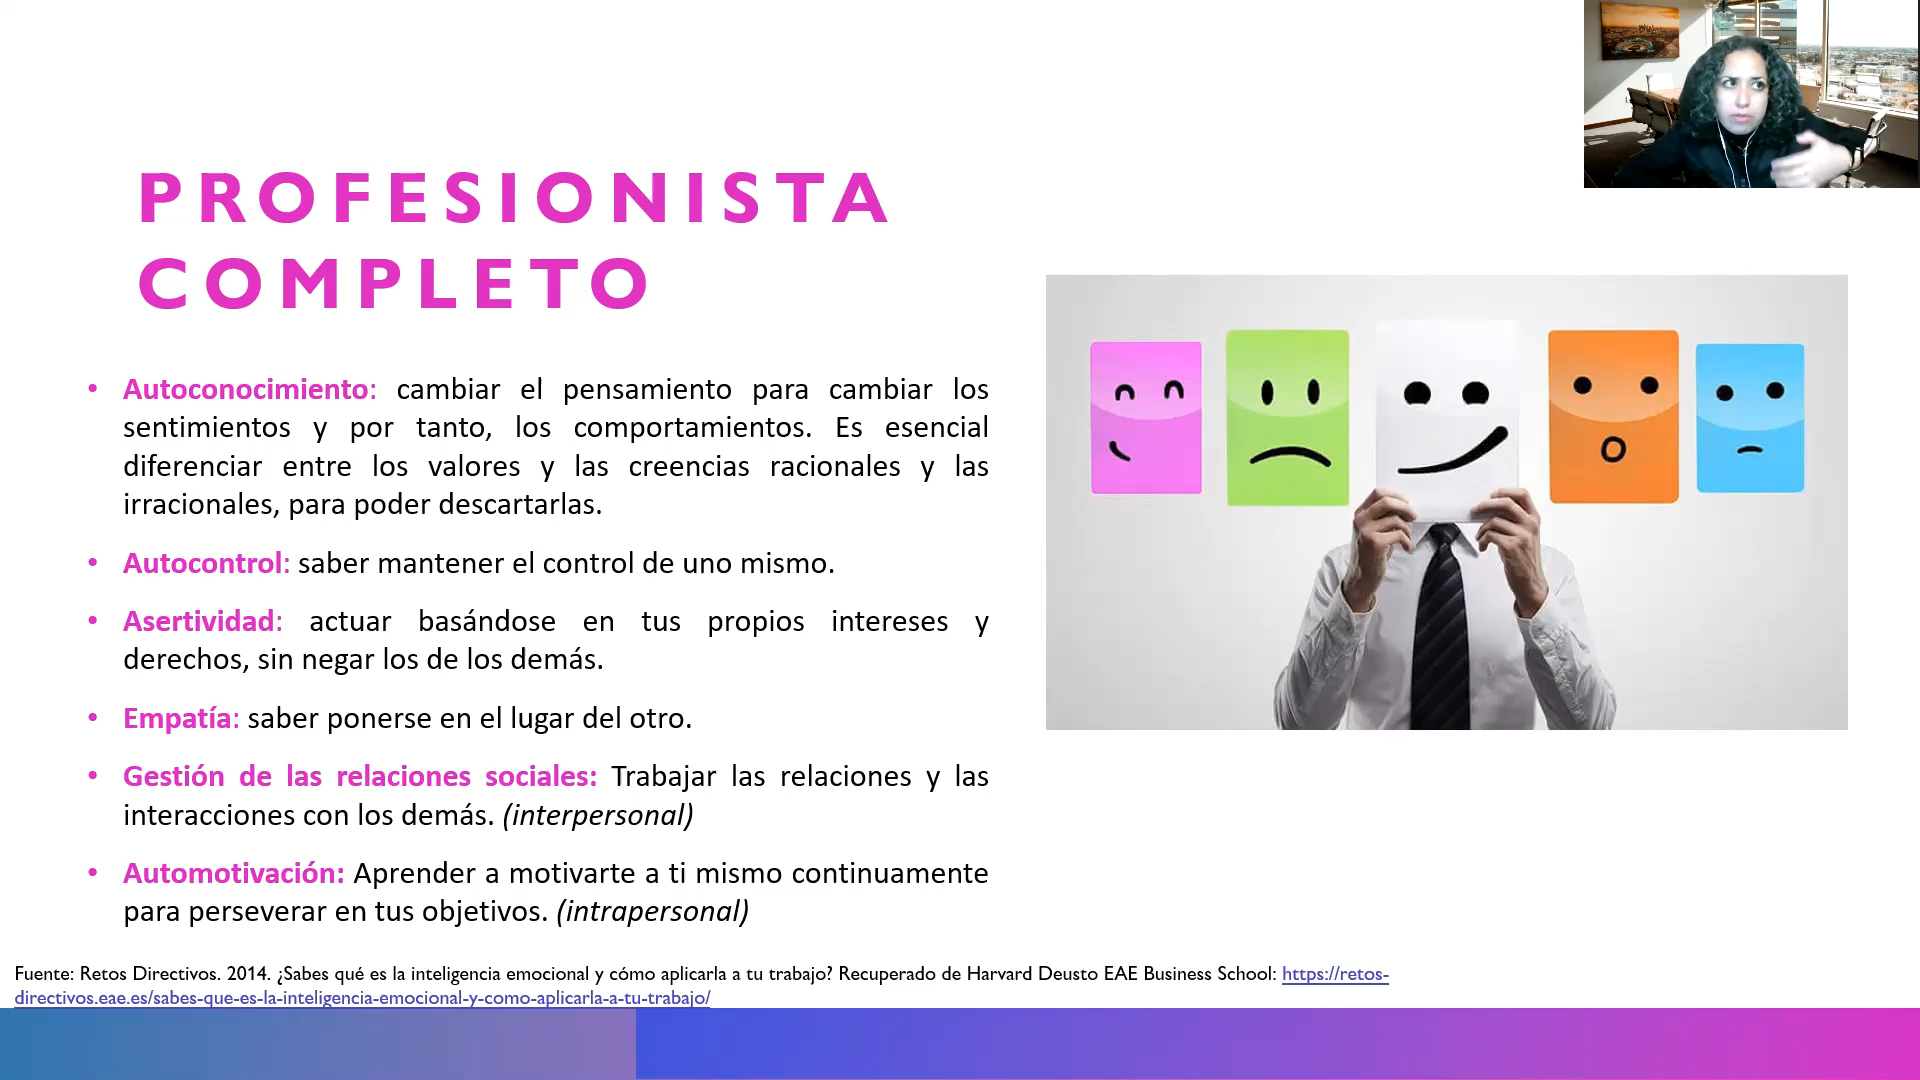 PROFESIONISTA
COMPLETO
• Autoconocimiento: cambiar el pensamiento para cambiar los
sentimientos y por tanto, los comportamientos. Es esencial
diferenciar entre los valores y las creencias racionales y las
irracionales, para poder descartarlas.
• Autocontrol: saber mantener el control de uno mismo.
• Asertividad: actuar basándose en tus propios intereses y
derechos, sin negar los de los demás.
• Empatía: saber ponerse en el lugar del otro.
• Gestión de las relaciones sociales: Trabajar las relaciones y las
interacciones con los demás. (interpersonal)
• Automotivación: Aprender a motivarte a ti mismo continuamente
para perseverar en tus objetivos. (intrapersonal)
Fuente: Retos Directivos. 2014. ¿Sabes qué es la inteligencia emocional y cómo aplicarla a tu trabajo? Recuperado de Harvard Deusto EAE Business School: https://retos-
directivos.eae.es/sabes-que-es-la-inteligencia-emocional-y-como-aplicarla-a-tu-trabajo/